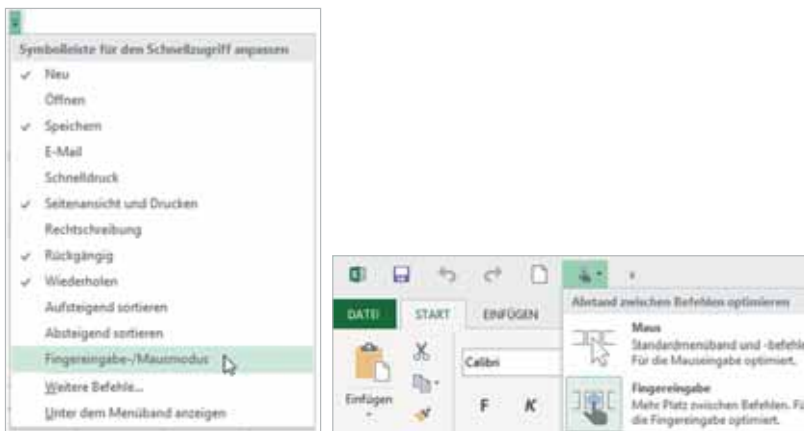 Symbolleiste für den Schnellzugriff anpassen
Neu
Öffnen
Speichern
E-Mail
Schnelldruck
Seitenansicht und Drucken
Rechtschreibung
Rückgängig
Wiederholen
Aufsteigend sortieren
Absteigend sortieren
Fingereingabe-/Mausmodus
Weitere Befehle...
Unter dem Menüband anzeigen
DATEI START EINFÜGEN
Einfügen
Calibri
F K
Abstand zwischen Befehlen optimieren
Maus
Standardmenüband und -befehle
Für die Mauseingabe optimiert.
Fingereingabe
Mehr Platz zwischen Befehlen. Fü
die Fingereingabe optimiert.